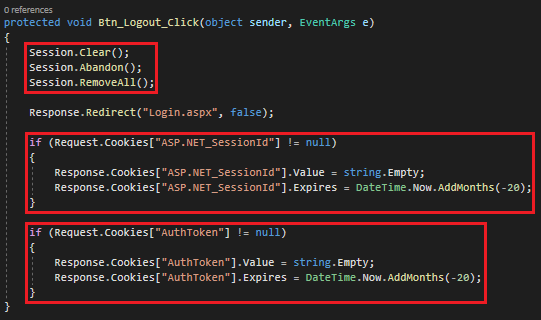 0 references
protected void Btn_Logout_Click(object sender, EventArgs e)
{
Session.Clear();
Session.Abandon();
Session.RemoveAll();
Response.Redirect("Login.aspx", false);
if (Request.Cookies["ASP.NET_SessionId"] != null)
{
Response.Cookies["ASP.NET_SessionId"].Value = string.Empty;
Response.Cookies["ASP.NET_SessionId"].Expires = DateTime.Now.AddMonths(-20);
}
if (Request.Cookies["AuthToken"] != null)
{
Response.Cookies["AuthToken"].Value = string.Empty;
Response.Cookies["AuthToken"].Expires = DateTime.Now.AddMonths(-20);
}
}